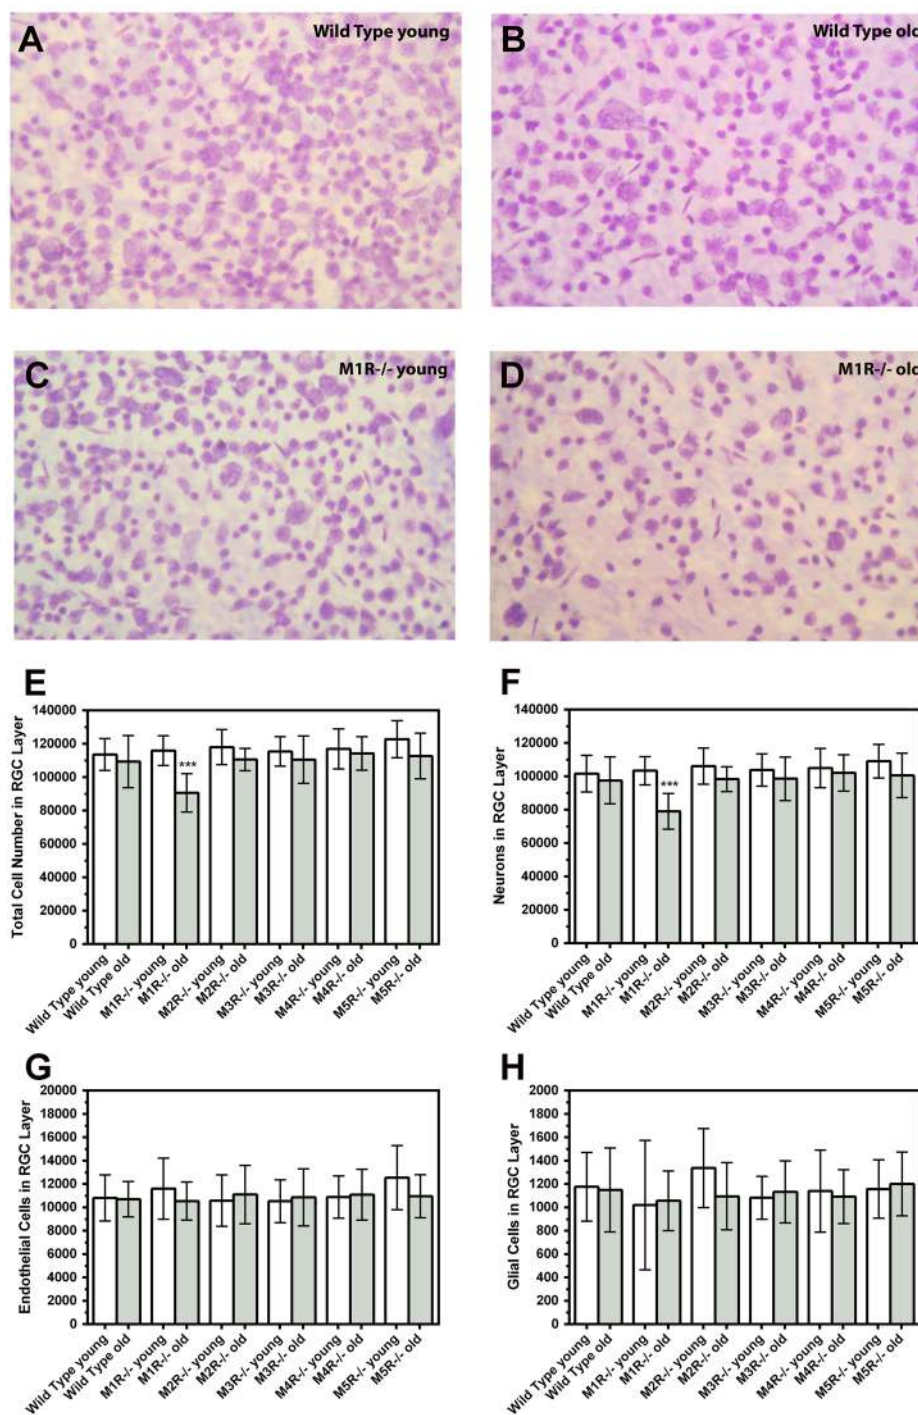 A
Wild Type young
B
Wild Type old
C
M1R-/- young
D
M1R-/- old
E
Total Cell Number in RGC Layer
140000
120000
100000
80000
60000
40000
20000
0
***
Wild Type young
Wild Type old
M1R-/- young
M1R-/- old
M2R-/- young
M2R-/- old
M3R-/- young
M3R-/- old
M4R-/- young
M4R-/- old
M5R-/- young
M5R-/- old
F
Neurons in RGC Layer
140000
120000
100000
80000
60000
40000
20000
0
***
Wild Type young
Wild Type old
M1R-/- young
M1R-/- old
M2R-/- young
M2R-/- old
M3R-/- young
M3R-/- old
M4R-/- young
M4R-/- old
M5R-/- young
M5R-/- old
G
Endothelial Cells in RGC Layer
20000
18000
16000
14000
12000
10000
8000
6000
4000
2000
0
Wild Type young
Wild Type old
M1R-/- young
M1R-/- old
M2R-/- young
M2R-/- old
M3R-/- young
M3R-/- old
M4R-/- young
M4R-/- old
M5R-/- young
M5R-/- old
H
Glial Cells in RGC Layer
2000
1800
1600
1400
1200
1000
800
600
400
200
0
Wild Type young
Wild Type old
M1R-/- young
M1R-/- old
M2R-/- young
M2R-/- old
M3R-/- young
M3R-/- old
M4R-/- young
M4R-/- old
M5R-/- young
M5R-/- old